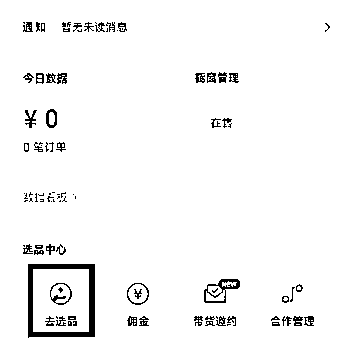 通知 暂无未读消息
今日数据
橱窗管理
¥ 0
在售
0 笔订单
数据看板
选品中心
NEW
去选品
佣金
带货邀约
合作管理